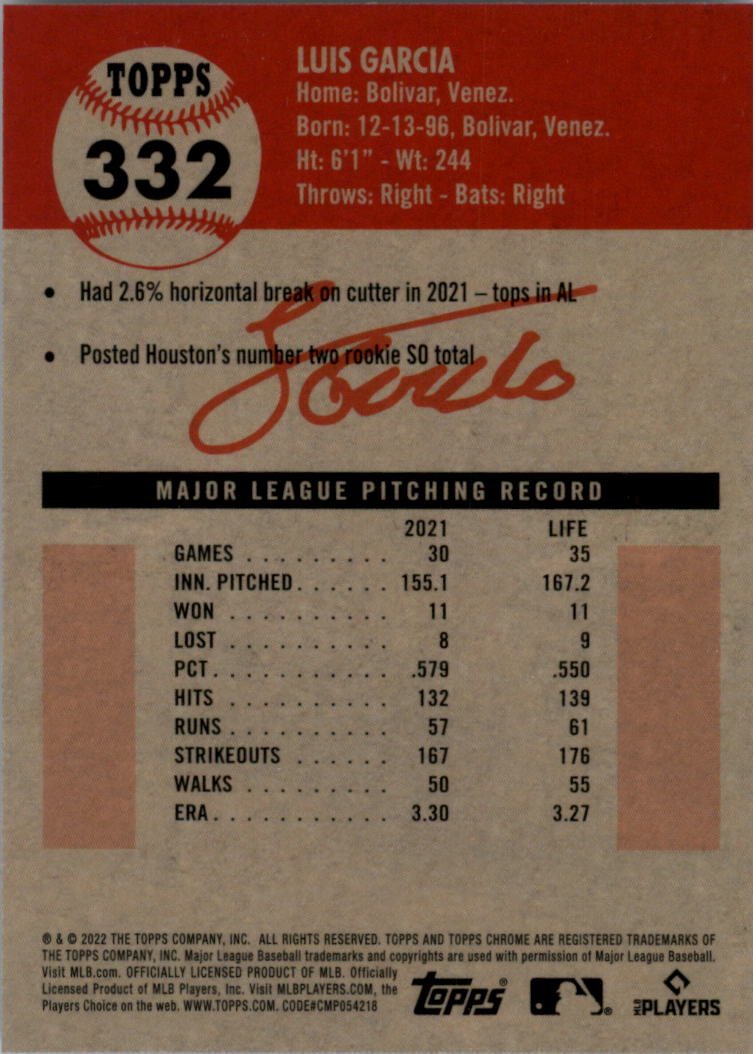 TOPPS
332
LUIS GARCIA
Home: Bolivar, Venez.
Born: 12-13-96, Bolivar, Venez.
Ht: 6'1" - Wt: 244
Throws: Right - Bats: Right
• Had 2.6% horizontal break on cutter in 2021 – tops in AL
• Posted Houston's number two rookie SO total
MAJOR LEAGUE PITCHING RECORD
2021 LIFE
GAMES . . . . . . . . . 30 35
INN. PITCHED . . . . . . 155.1 167.2
WON . . . . . . . . . . 11 11
LOST . . . . . . . . . . 8 9
PCT. . . . . . . . . . . .579 .550
HITS . . . . . . . . . . 132 139
RUNS . . . . . . . . . . 57 61
STRIKEOUTS . . . . . . 167 176
WALKS . . . . . . . . . 50 55
ERA . . . . . . . . . . . 3.30 3.27
® & © 2022 THE TOPPS COMPANY, INC. ALL RIGHTS RESERVED. TOPPS AND TOPPS CHROME ARE REGISTERED TRADEMARKS OF
THE TOPPS COMPANY, INC. Major League Baseball trademarks and copyrights are used with permission of Major League Baseball.
Visit MLB.com. OFFICIALLY LICENSED PRODUCT OF MLB. Officially
Licensed Product of MLB Players, Inc. Visit MLBPLAYERS.COM, the
Players Choice on the web. WWW.TOPPS.COM. CODE#CMP054218
topps®
®
MLB PLAYERS